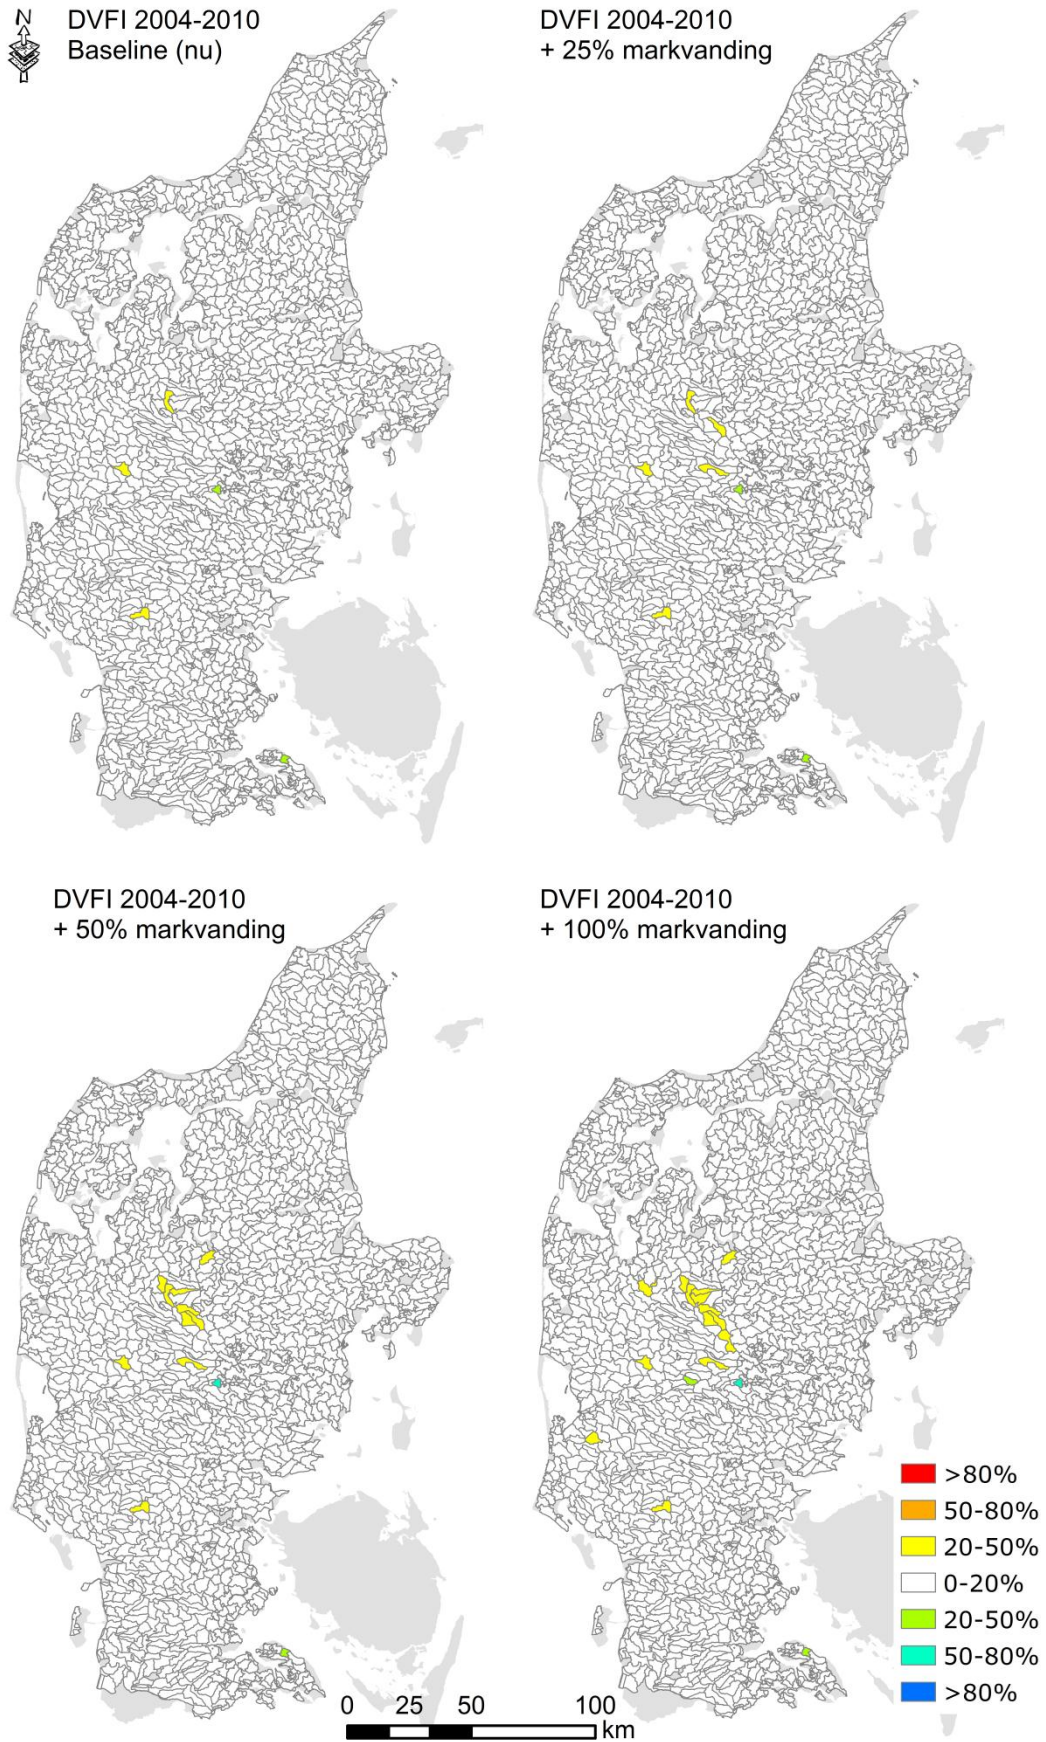 N
DVFI 2004-2010
Baseline (nu)
DVFI 2004-2010
+ 25% markvanding
DVFI 2004-2010
+ 50% markvanding
DVFI 2004-2010
+ 100% markvanding
>80%
50-80%
20-50%
0-20%
20-50%
50-80%
>80%
0 25 50 100
km